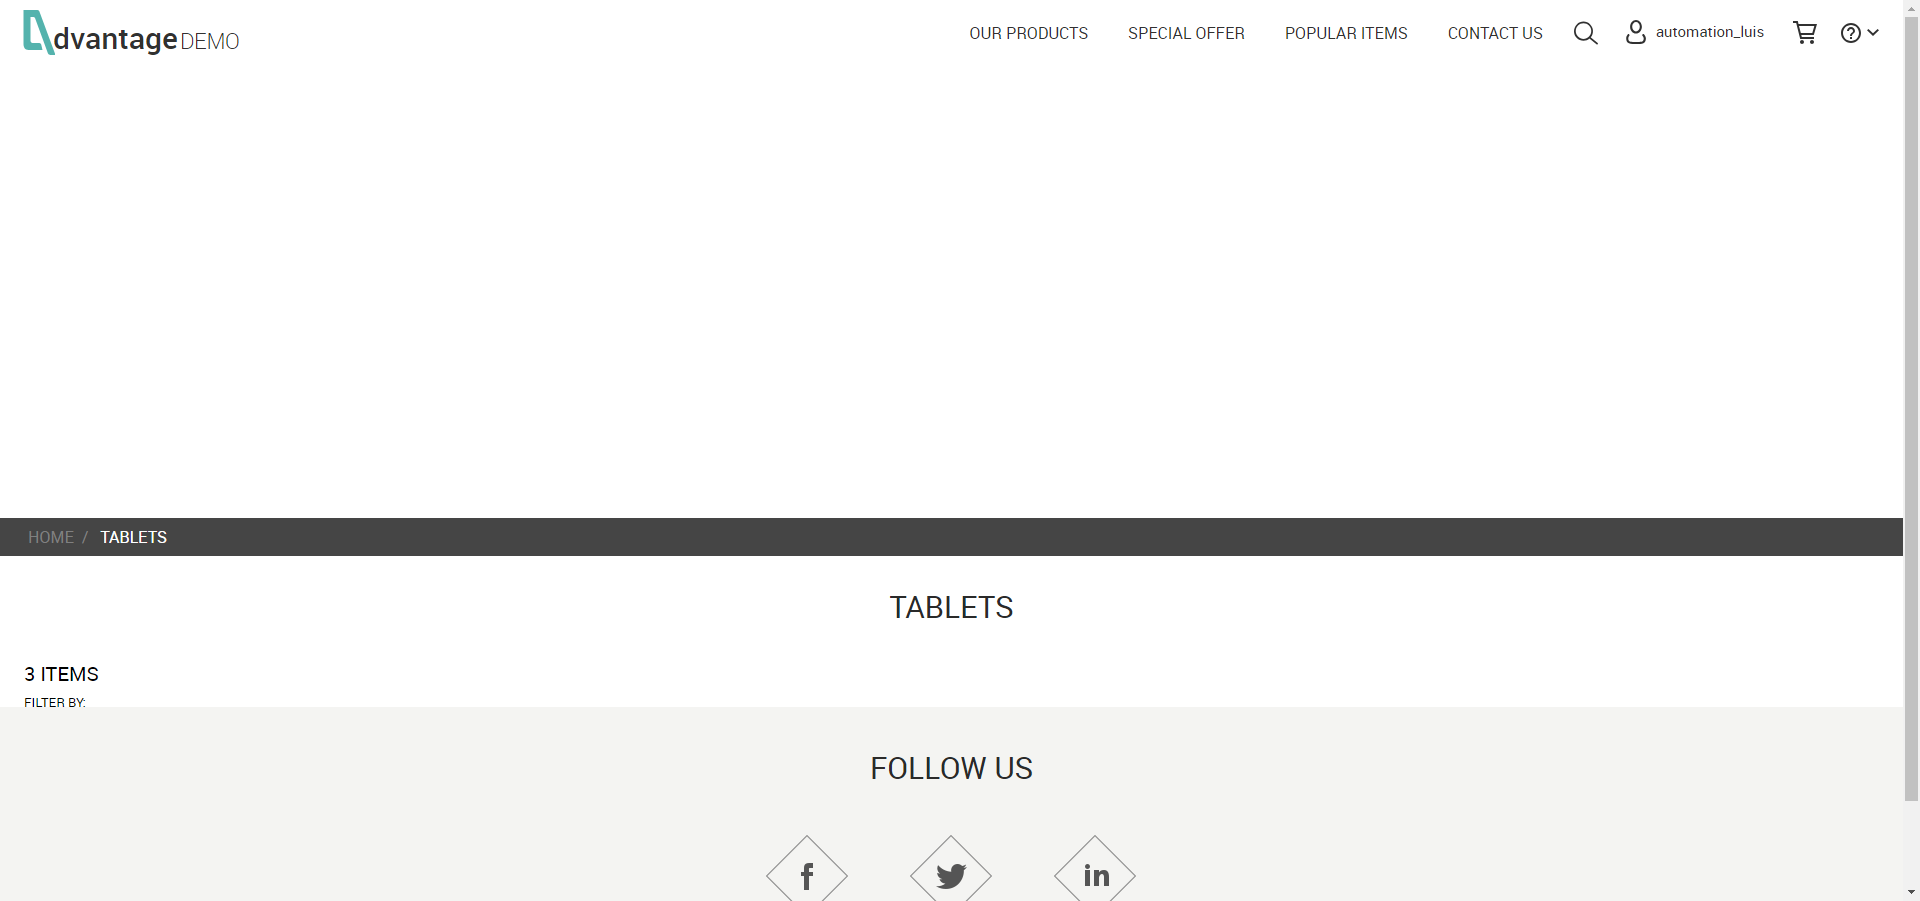 dvantage DEMO
OUR PRODUCTS SPECIAL OFFER POPULAR ITEMS CONTACT US automation_luis
HOME / TABLETS
TABLETS
3 ITEMS
FILTER BY:
FOLLOW US